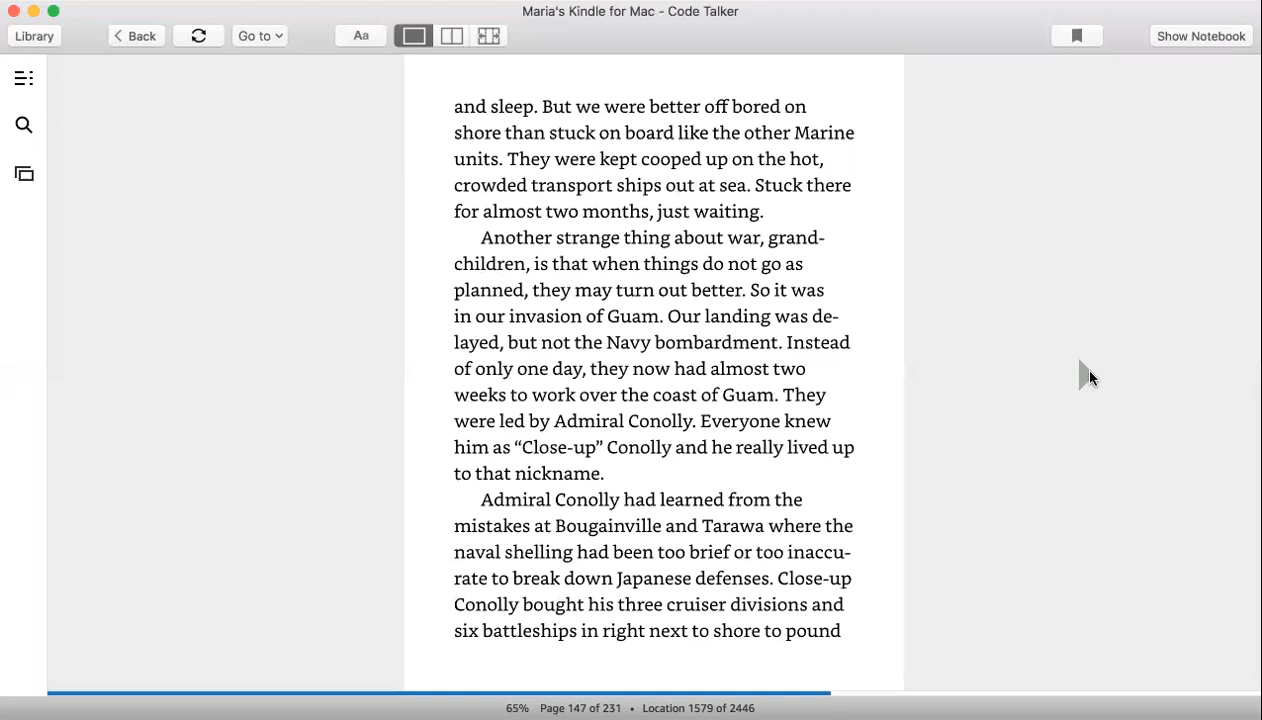 Maria's Kindle for Mac - Code Talker
Library
Back
Go to
Aa
Show Notebook
and sleep. But we were better off bored on
shore than stuck on board like the other Marine
units. They were kept cooped up on the hot,
crowded transport ships out at sea. Stuck there
for almost two months, just waiting.
Another strange thing about war, grand-
children, is that when things do not go as
planned, they may turn out better. So it was
in our invasion of Guam. Our landing was de-
layed, but not the Navy bombardment. Instead
of only one day, they now had almost two
weeks to work over the coast of Guam. They
were led by Admiral Conolly. Everyone knew
him as “Close-up” Conolly and he really lived up
to that nickname.
Admiral Conolly had learned from the
mistakes at Bougainville and Tarawa where the
naval shelling had been too brief or too inaccu-
rate to break down Japanese defenses. Close-up
Conolly bought his three cruiser divisions and
six battleships in right next to shore to pound
65% Page 147 of 231 • Location 1579 of 2446